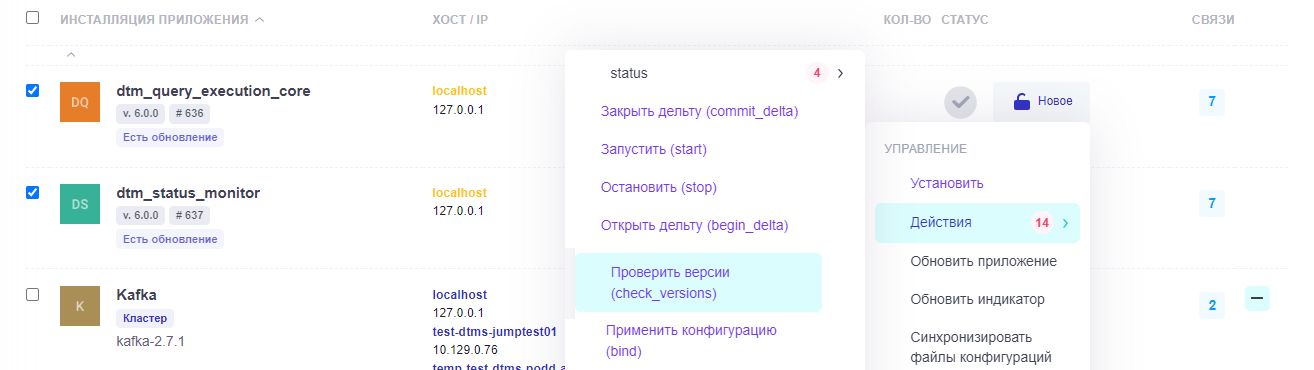 ИНСТАЛЛЯЦИЯ ПРИЛОЖЕНИЯ ХОСТ / IP КОЛ-ВО СТАТУС СВЯЗИ
DQ
dtm_query_execution_core
v. 6.0.0 # 636
Есть обновление
localhost
127.0.0.1
Новое
7
DS
dtm_status_monitor
v. 6.0.0 # 637
Есть обновление
localhost
127.0.0.1
7
K
Kafka
Кластер
kafka-2.7.1
localhost
127.0.0.1
test-dtms-jumptest01
10.129.0.76
2
status 4
Закрыть дельту (commit_delta)
Запустить (start)
Остановить (stop)
Открыть дельту (begin_delta)
Проверить версии
(check_versions)
Применить конфигурацию
(bind)
УПРАВЛЕНИЕ
Установить
Действия 14
Обновить приложение
Обновить индикатор
Синхронизировать
файлы конфигураций